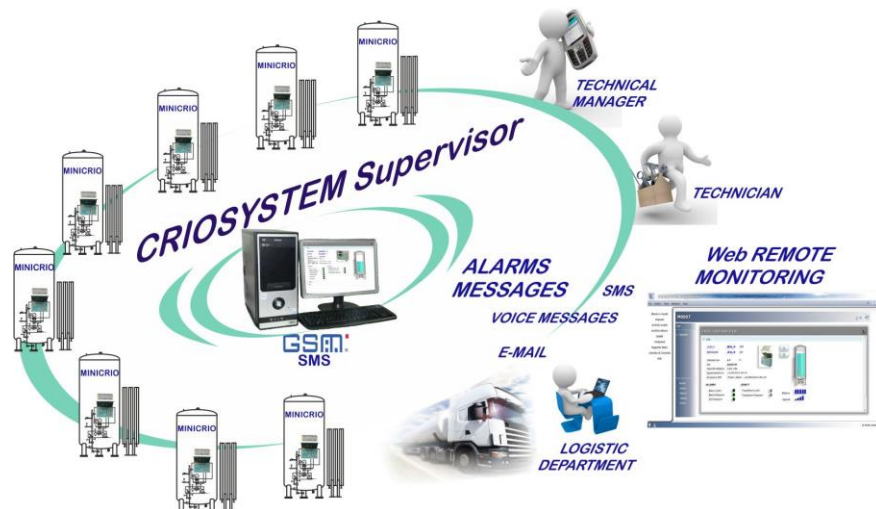 MINICRIO
MINICRIO
MINICRIO
MINICRIO
MINICRIO
MINICRIO
MINICRIO
MINICRIO
MINICRIO
TECHNICAL
MANAGER
TECHNICIAN
CRIOSYSTEM Supervisor
GSM
SMS
ALARMS
MESSAGES
SMS
VOICE MESSAGES
E-MAIL
LOGISTIC
DEPARTMENT
Web REMOTE
MONITORING